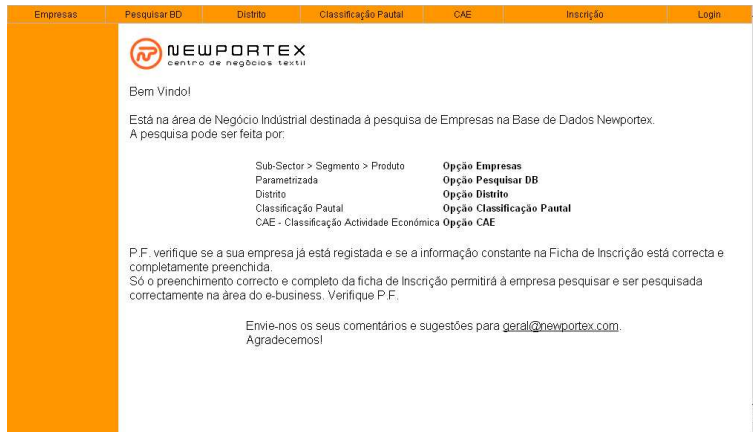 Empresas Pesquisar BD Distrito Classificação Pautal CAE Inscrição Login
NEWPORTEX
centro de negócios textil
Bem Vindo!
Está na área de Negócio Indústrial destinada á pesquisa de Empresas na Base de Dados Newportex.
A pesquisa pode ser feita por:
Sub-Sector > Segmento > Produto Opção Empresas
Parametrizada Opção Pesquisar DB
Distrito Opção Distrito
Classificação Pautal Opção Classificação Pautal
CAE - Classificação Actividade Económica Opção CAE
P.F. verifique se a sua empresa já está registada e se a informação constante na Ficha de Inscrição está correcta e
completamente preenchida.
Só o preenchimento correcto e completo da ficha de Inscrição permitirá à empresa pesquisar e ser pesquisada
correctamente na área do e-business. Verifique P.F.
Envie-nos os seus comentários e sugestões para geral@newportex.com.
Agradecemos!